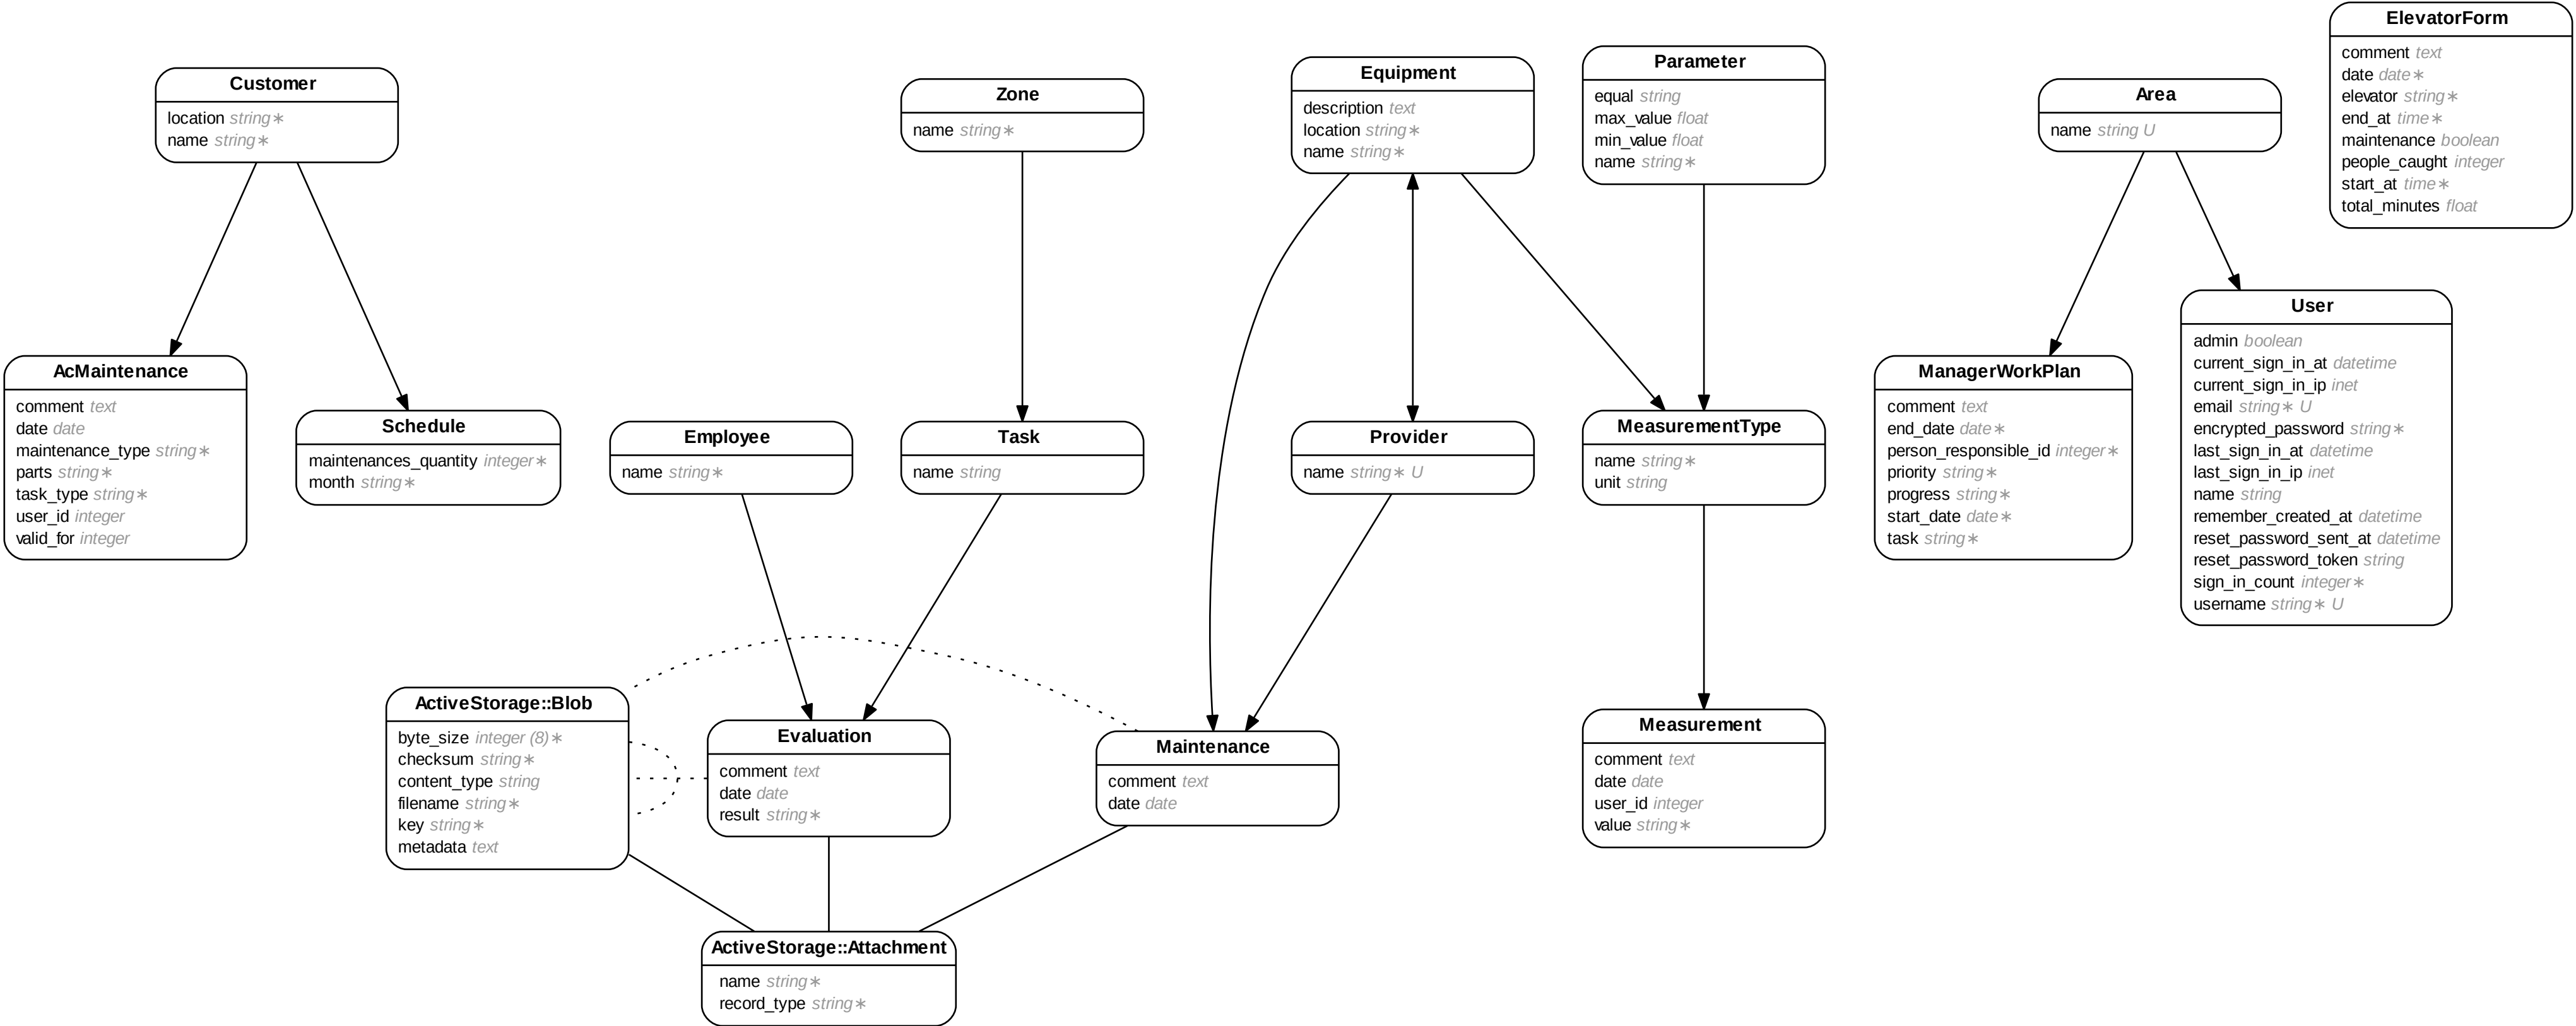 Customer
location string∗
name string∗
Zone
name string∗
Equipment
description text
location string∗
name string∗
Parameter
equal string
max_value float
min_value float
name string∗
Area
name string U
ElevatorForm
comment text
date date∗
elevator string∗
end_at time∗
maintenance boolean
people_caught integer
start_at time∗
total_minutes float
AcMaintenance
comment text
date date
maintenance_type string∗
parts string∗
task_type string∗
user_id integer
valid_for integer
Schedule
maintenances_quantity integer∗
month string∗
Employee
name string∗
Task
name string
Provider
name string∗ U
MeasurementType
name string∗
unit string
ManagerWorkPlan
comment text
end_date date∗
person_responsible_id integer∗
priority string∗
progress string∗
start_date date∗
task string∗
User
admin boolean
current_sign_in_at datetime
current_sign_in_ip inet
email string∗ U
encrypted_password string∗
last_sign_in_at datetime
last_sign_in_ip inet
name string
remember_created_at datetime
reset_password_sent_at datetime
reset_password_token string
sign_in_count integer∗
username string∗ U
ActiveStorage::Blob
byte_size integer (8)∗
checksum string∗
content_type string
filename string∗
key string∗
metadata text
Evaluation
comment text
date date
result string∗
Maintenance
comment text
date date
Measurement
comment text
date date
user_id integer
value string∗
ActiveStorage::Attachment
name string∗
record_type string∗